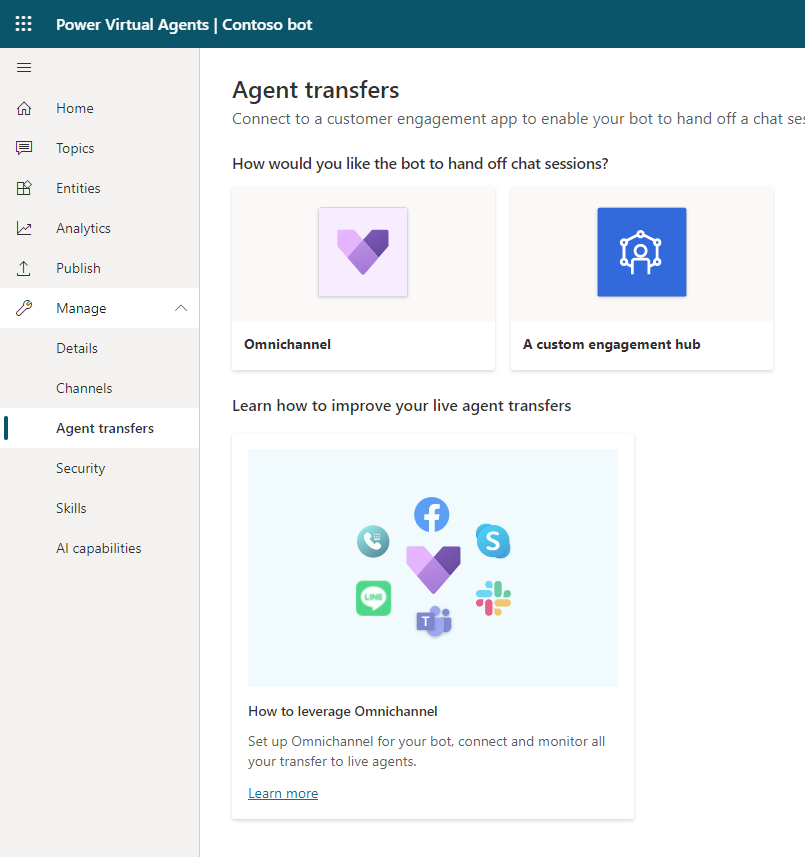 Power Virtual Agents | Contoso bot
Home
Topics
Entities
Analytics
Publish
Manage
Details
Channels
Agent transfers
Security
Skills
AI capabilities
Agent transfers
Connect to a customer engagement app to enable your bot to hand off a chat
How would you like the bot to hand off chat sessions?
Omnichannel
A custom engagement hub
Learn how to improve your live agent transfers
LINE
S
T
How to leverage Omnichannel
Set up Omnichannel for your bot, connect and monitor all
your transfer to live agents.
Learn more